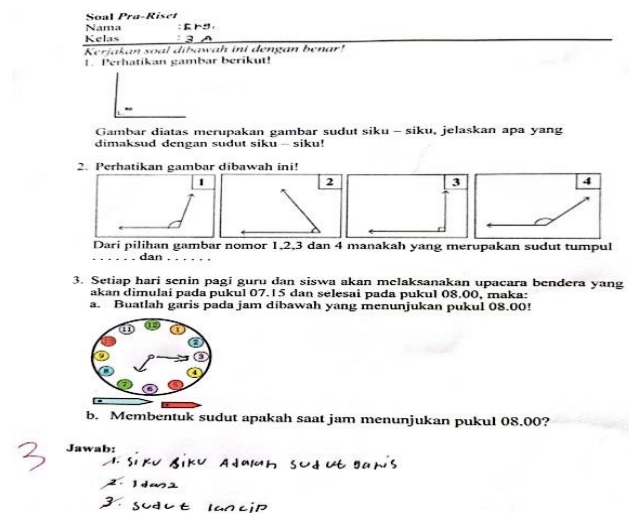 Soal Pra-Riset
Nama : Erg.
Kelas : 3 A
Kerjakan soal dibawah ini dengan benar!
1. Perhatikan gambar berikut!
Gambar diatas merupakan gambar sudut siku – siku, jelaskan apa yang
dimaksud dengan sudut siku – siku!
2. Perhatikan gambar dibawah ini!
1 2 3 4
Dari pilihan gambar nomor 1,2,3 dan 4 manakah yang merupakan sudut tumpul
. . . . . . dan . . . . . .
3. Setiap hari senin pagi guru dan siswa akan melaksanakan upacara bendera yang
akan dimulai pada pukul 07.15 dan selesai pada pukul 08.00, maka:
a. Buatlah garis pada jam dibawah yang menunjukan pukul 08.00!
11 12 1
2
9 3
8 4
7 6 5
b. Membentuk sudut apakah saat jam menunjukan pukul 08.00?
3
Jawab:
1. siku siku Adalah sudut garis
2. 1 dan 2
3. sudut lancip